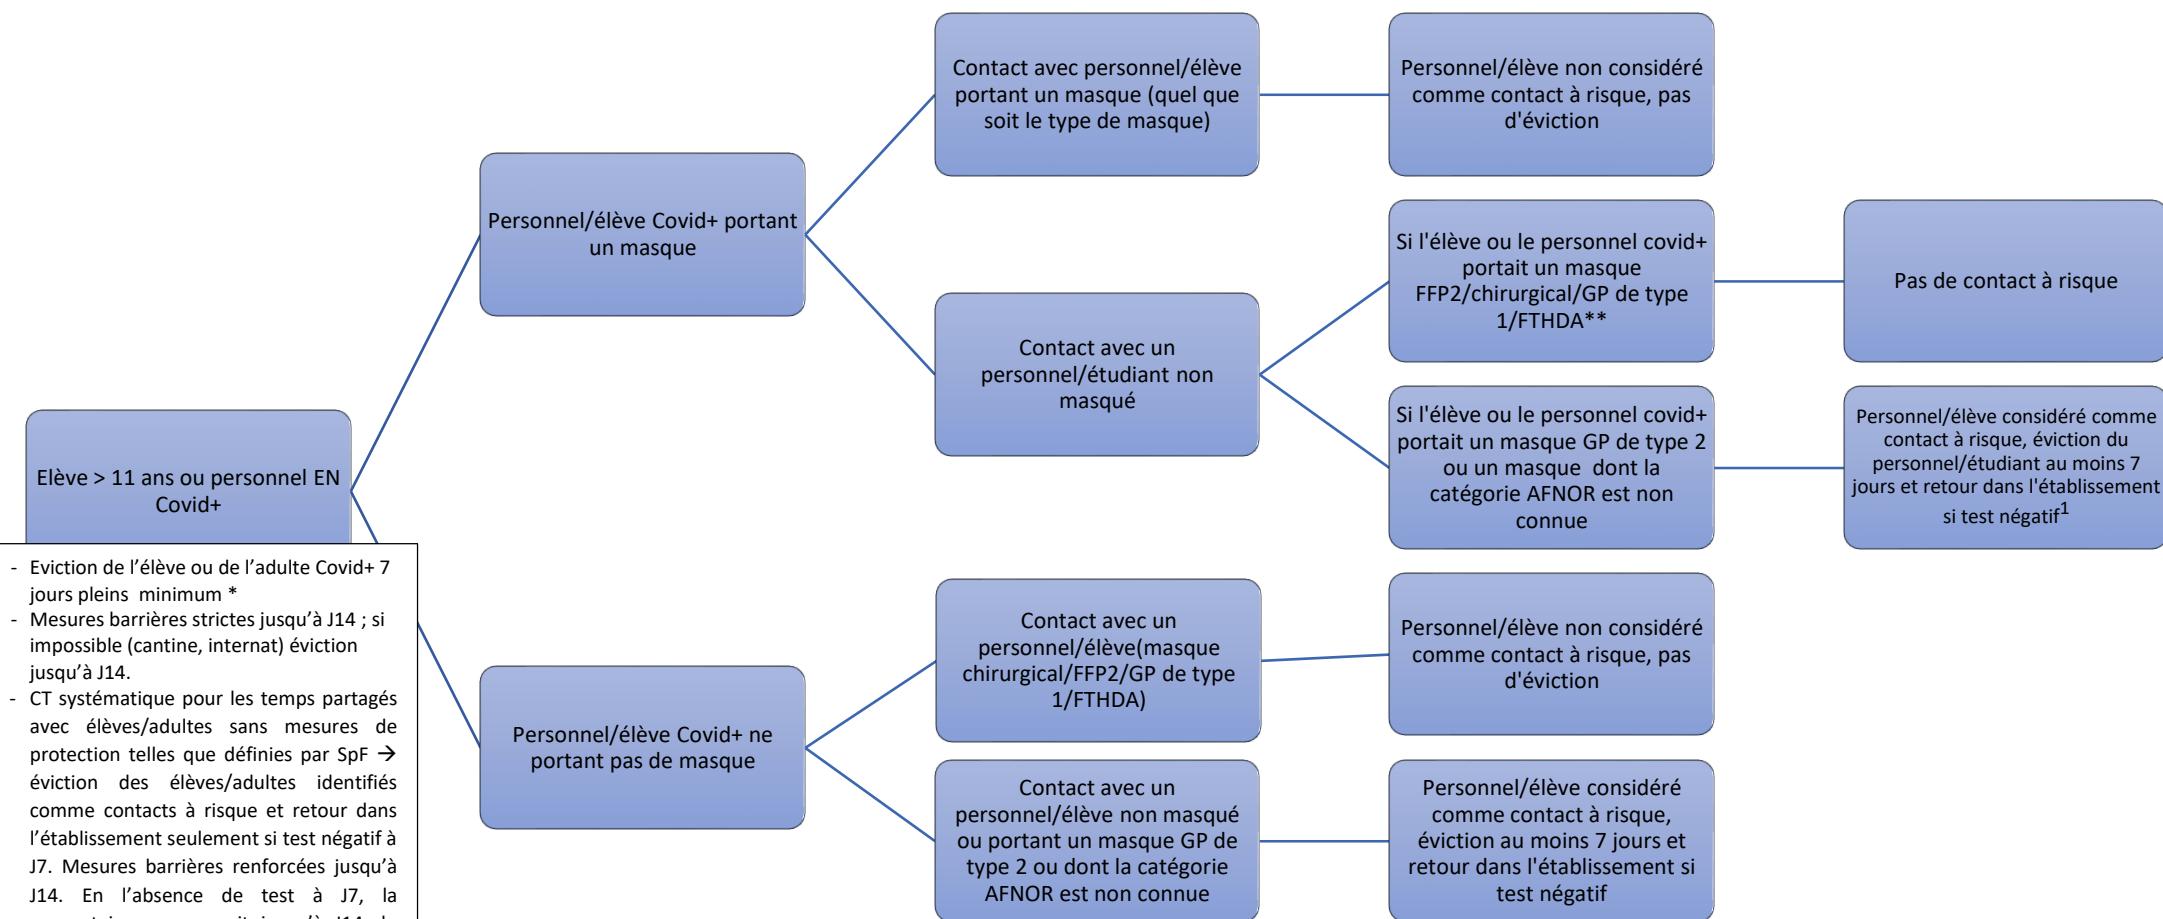 Elève > 11 ans ou personnel EN
Covid+
- Eviction de l’élève ou de l’adulte Covid+ 7
jours pleins minimum *
- Mesures barrières strictes jusqu’à J14 ; si
impossible (cantine, internat) éviction
jusqu’à J14.
- CT systématique pour les temps partagés
avec élèves/adultes sans mesures de
protection telles que définies par SpF →
éviction des élèves/adultes identifiés
comme contacts à risque et retour dans
l’établissement seulement si test négatif à
J7. Mesures barrières renforcées jusqu’à
J14. En l’absence de test à J7, la
Personnel/élève Covid+ portant
un masque
Contact avec personnel/élève
portant un masque (quel que
soit le type de masque)
Personnel/élève non considéré
comme contact à risque, pas
d'éviction
Contact avec un
personnel/étudiant non
masqué
Si l'élève ou le personnel covid+
portait un masque
FFP2/chirurgical/GP de type
1/FTHDA**
Pas de contact à risque
Si l'élève ou le personnel covid+
portait un masque GP de type 2
ou un masque dont la
catégorie AFNOR est non
connue
Personnel/élève considéré comme
contact à risque, éviction du
personnel/étudiant au moins 7
jours et retour dans l'établissement
si test négatif1
Personnel/élève Covid+ ne
portant pas de masque
Contact avec un
personnel/élève(masque
chirurgical/FFP2/GP de type
1/FTHDA)
Personnel/élève non considéré
comme contact à risque, pas
d'éviction
Contact avec un
personnel/élève non masqué
ou portant un masque GP de
type 2 ou dont la catégorie
AFNOR est non connue
Personnel/élève considéré
comme contact à risque,
éviction au moins 7 jours et
retour dans l'établissement si
test négatif